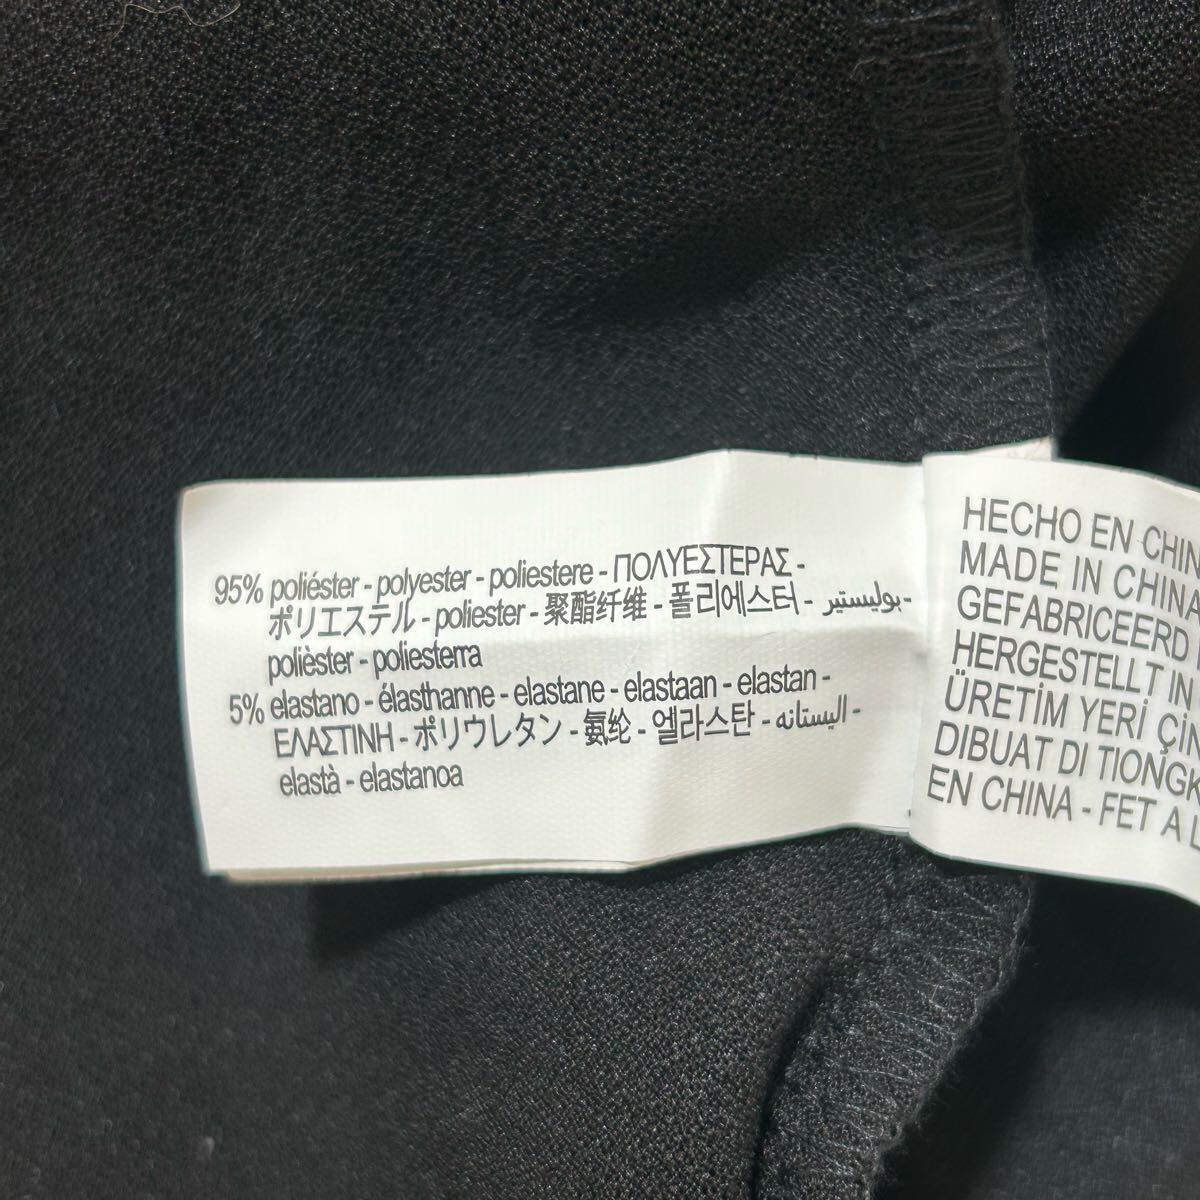 95% poliéster - polyester - poliestere - ΠΟΛΥΕΣΤΕΡΑΣ -
ポリエステル - poliester - 聚酯纤维 - 폴리에스터 - بوليستير -
polièster - poliesterra
5% elastano - élasthanne - elastane - elastaan - elastan -
ΕΛΑΣΤΙΝΗ - ポリウレタン - 氨纶 - 엘라스탄 - اليستانه -
elastà - elastanoa
HECHO EN CHIN
MADE IN CHINA
GEFABRICEERD
HERGESTELLT IN
ÜRETİM YERİ ÇİN
DIBUAT DI TIONGK
EN CHINA - FET A L